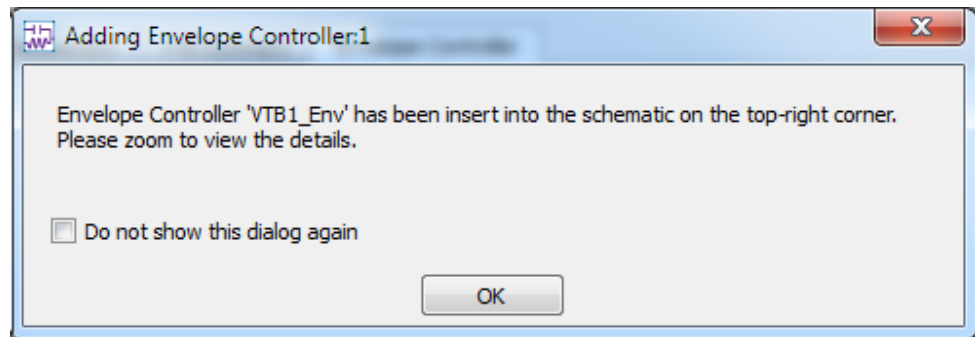 Adding Envelope Controller:1
Envelope Controller 'VTB1_Env' has been insert into the schematic on the top-right corner.
Please zoom to view the details.
Do not show this dialog again
OK